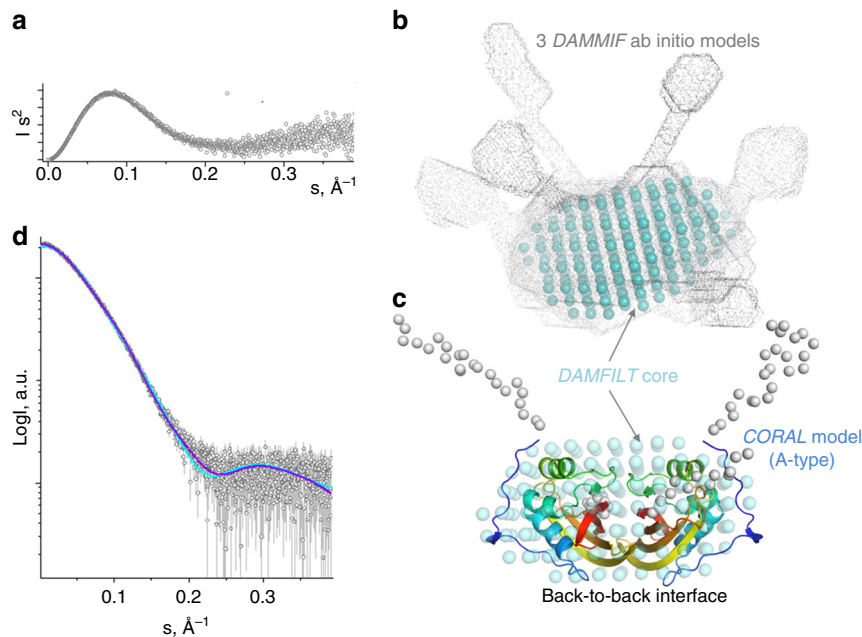 a
I s²
0.0
0.1
0.2
0.3
s, Å⁻¹
b
3 DAMMIF ab initio models
d
LogI, a.u.
0.1
0.2
0.3
s, Å⁻¹
c
DAMFILT core
CORAL model
(A-type)
Back-to-back interface